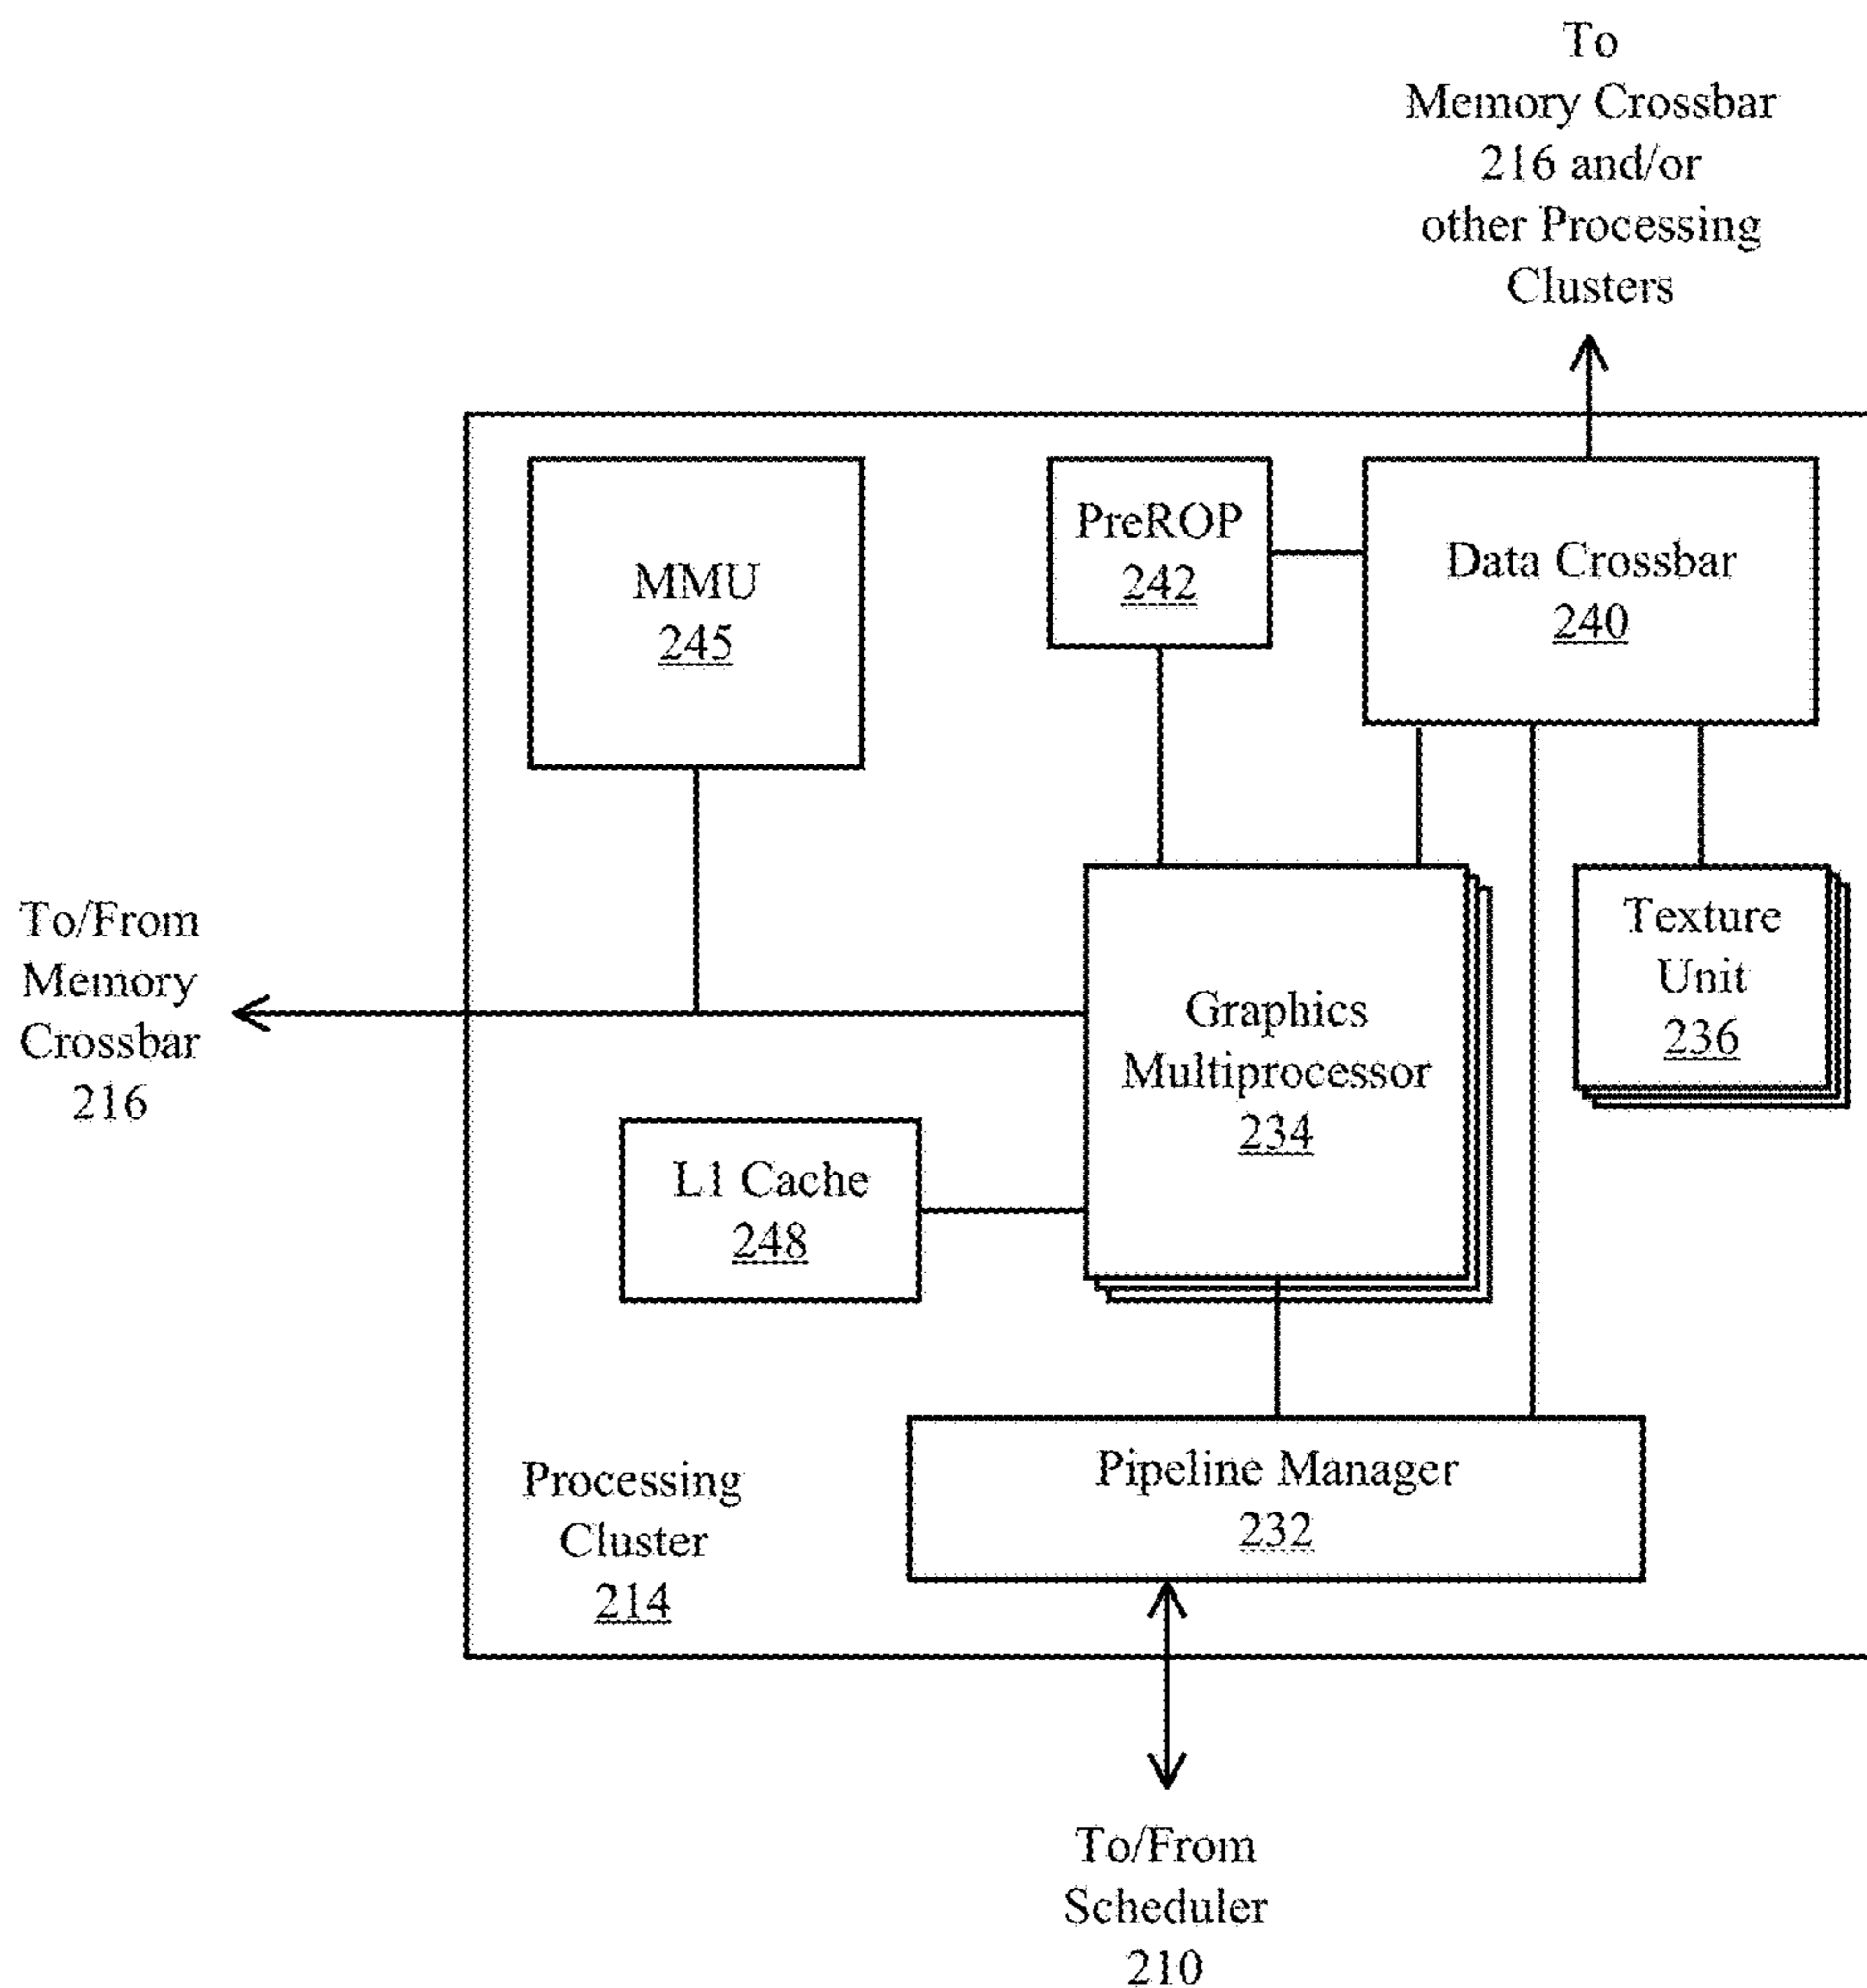 To
Memory Crossbar
216 and/or
other Processing
Clusters
MMU
245
PreROP
242
Data Crossbar
240
To/From
Memory
Crossbar
216
Graphics
Multiprocessor
234
Texture
Unit
236
L1 Cache
248
Processing
Cluster
214
Pipeline Manager
232
To/From
Scheduler
210